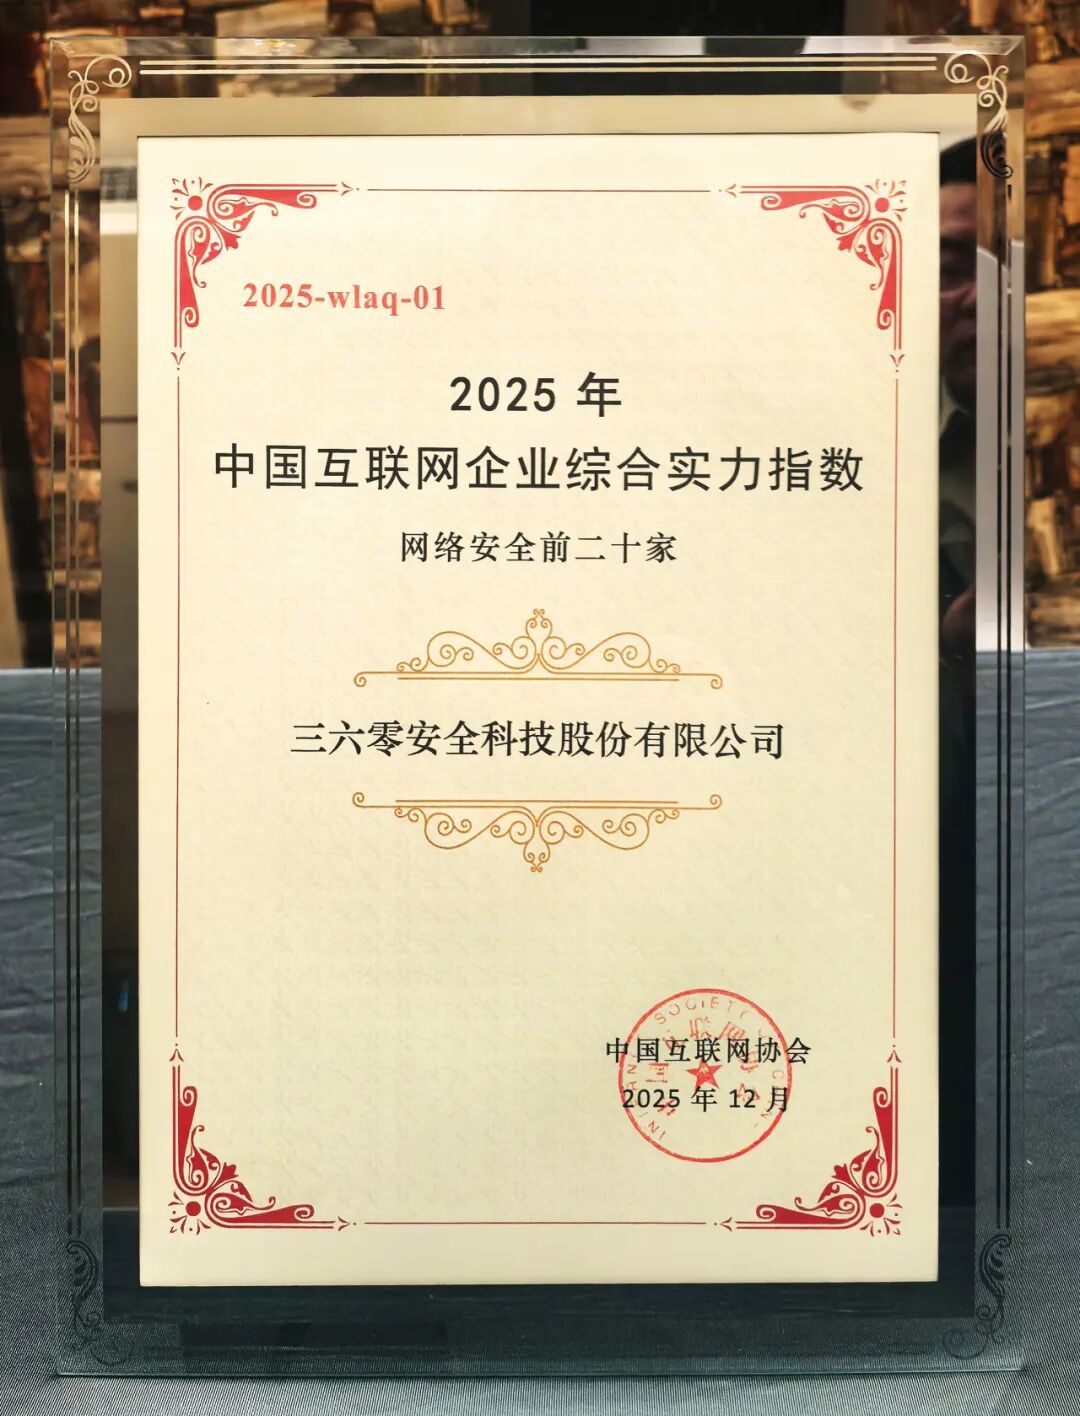 2025-wlaq-01
2025 年
中国互联网企业综合实力指数
网络安全前二十家
三六零安全科技股份有限公司
中国互联网协会
2025 年 12 月